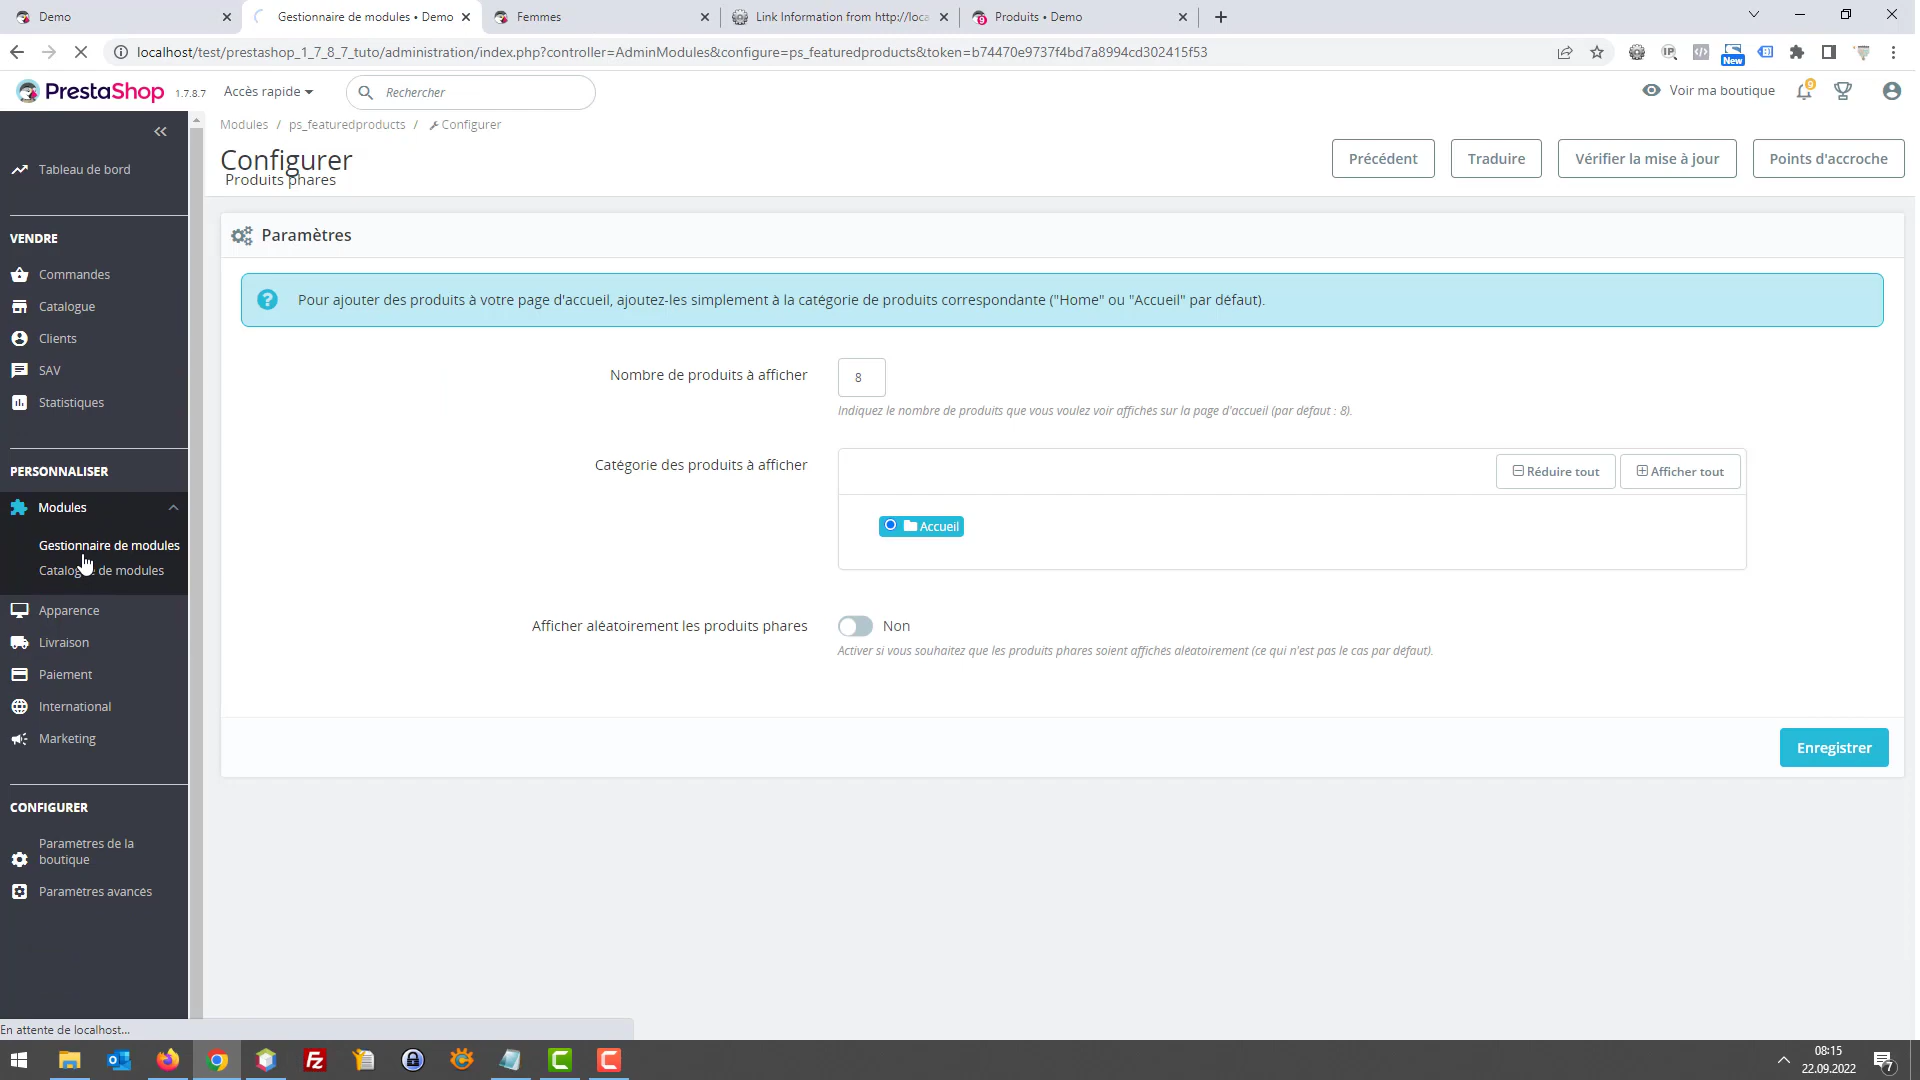 Demo
Gestionnaire de modules • Demo
Femmes
Link Information from http://loca
Produits • Demo
localhost/test/prestashop_1_7_8_7_tuto/administration/index.php?controller=AdminModules&configure=ps_featuredproducts&token=b74470e9737f4bd7a8994cd302415f53
IP
New
PrestaShop 1.7.8.7 Accès rapide
Rechercher
Voir ma boutique
9
Modules / ps_featuredproducts / Configurer
Configurer
Produits phares
Précédent
Traduire
Vérifier la mise à jour
Points d'accroche
Tableau de bord
VENDRE
Commandes
Catalogue
Clients
SAV
Statistiques
PERSONNALISER
Modules
Gestionnaire de modules
Catalogue de modules
Apparence
Livraison
Paiement
International
Marketing
CONFIGURER
Paramètres de la
boutique
Paramètres avancés
Paramètres
Pour ajouter des produits à votre page d'accueil, ajoutez-les simplement à la catégorie de produits correspondante ("Home" ou "Accueil" par défaut).
Nombre de produits à afficher
8
Indiquez le nombre de produits que vous voulez voir affichés sur la page d'accueil (par défaut : 8).
Catégorie des produits à afficher
Réduire tout
Afficher tout
Accueil
Afficher aléatoirement les produits phares
Non
Activer si vous souhaitez que les produits phares soient affichés aléatoirement (ce qui n'est pas le cas par défaut).
Enregistrer
En attente de localhost...
08:15
22.09.2022
7